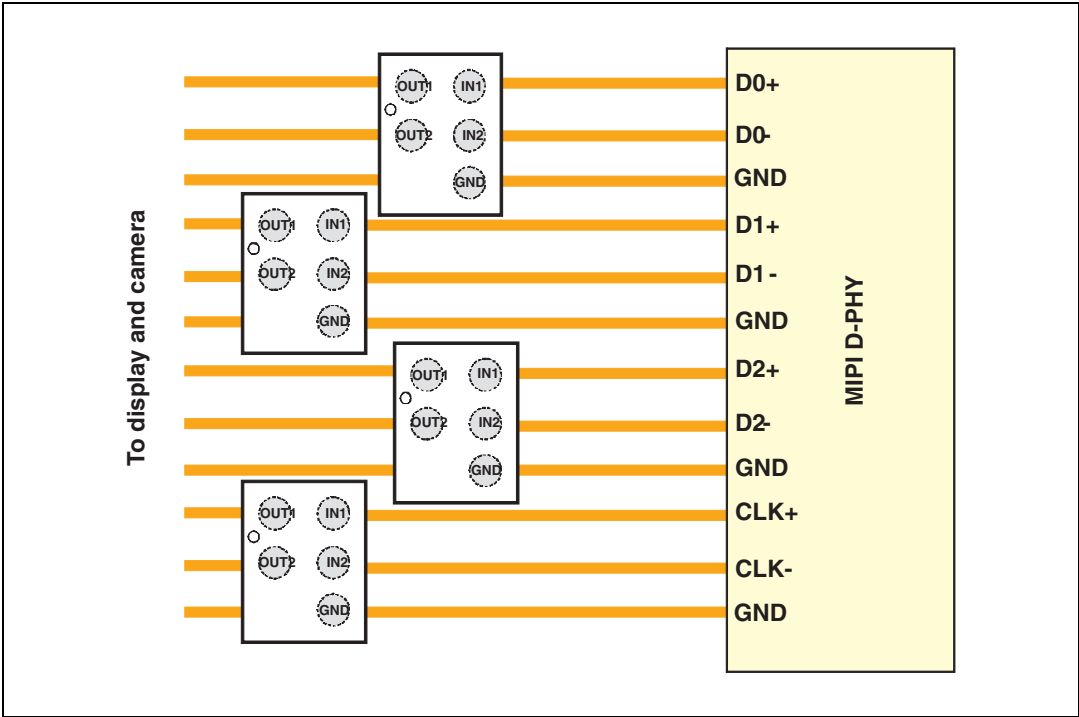 To display and camera
OUT1 IN1
OUT2 IN2
GND
OUT1 IN1
OUT2 IN2
GND
OUT1 IN1
OUT2 IN2
GND
OUT1 IN1
OUT2 IN2
GND
D0+
D0-
GND
D1+
D1-
GND
D2+
D2-
GND
CLK+
CLK-
GND
MIPI D-PHY